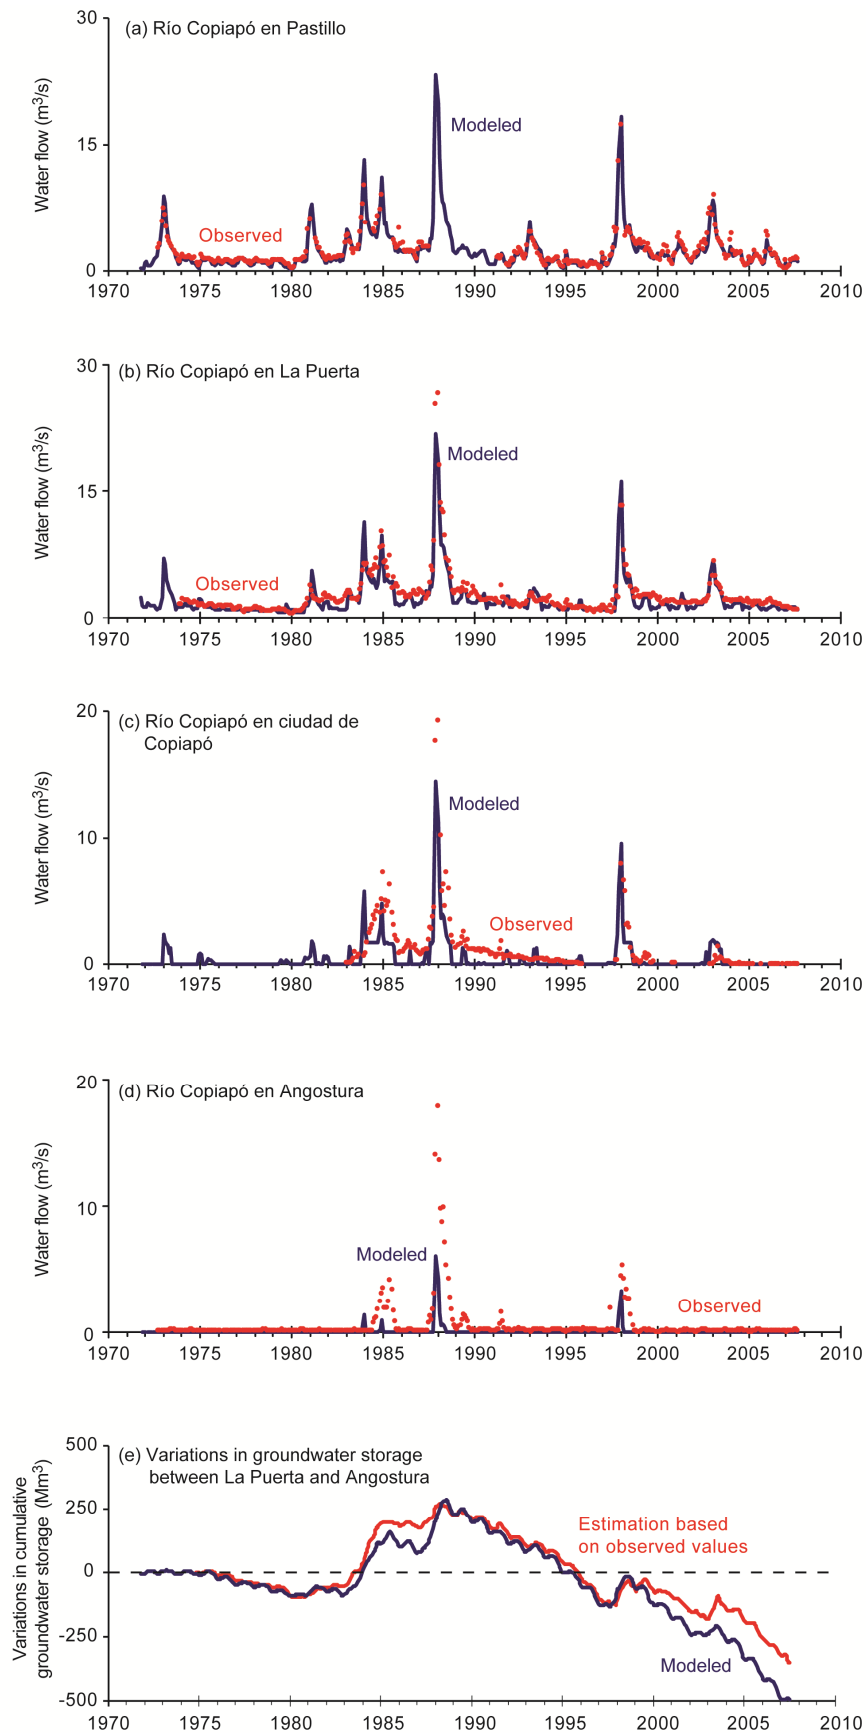 (a) Río Copiapó en Pastillo
Water flow (m³/s)
30
15
0
Modeled
Observed
1970 1975 1980 1985 1990 1995 2000 2005 2010
(b) Río Copiapó en La Puerta
Water flow (m³/s)
30
15
0
Modeled
Observed
1970 1975 1980 1985 1990 1995 2000 2005 2010
(c) Río Copiapó en ciudad de
Copiapó
Water flow (m³/s)
20
10
0
Modeled
Observed
1970 1975 1980 1985 1990 1995 2000 2005 2010
(d) Río Copiapó en Angostura
Water flow (m³/s)
20
10
0
Modeled
Observed
1970 1975 1980 1985 1990 1995 2000 2005 2010
(e) Variations in groundwater storage
between La Puerta and Angostura
Variations in cumulative
groundwater storage (Mm³)
500
250
0
-250
-500
Estimation based
on observed values
Modeled
1970 1975 1980 1985 1990 1995 2000 2005 2010